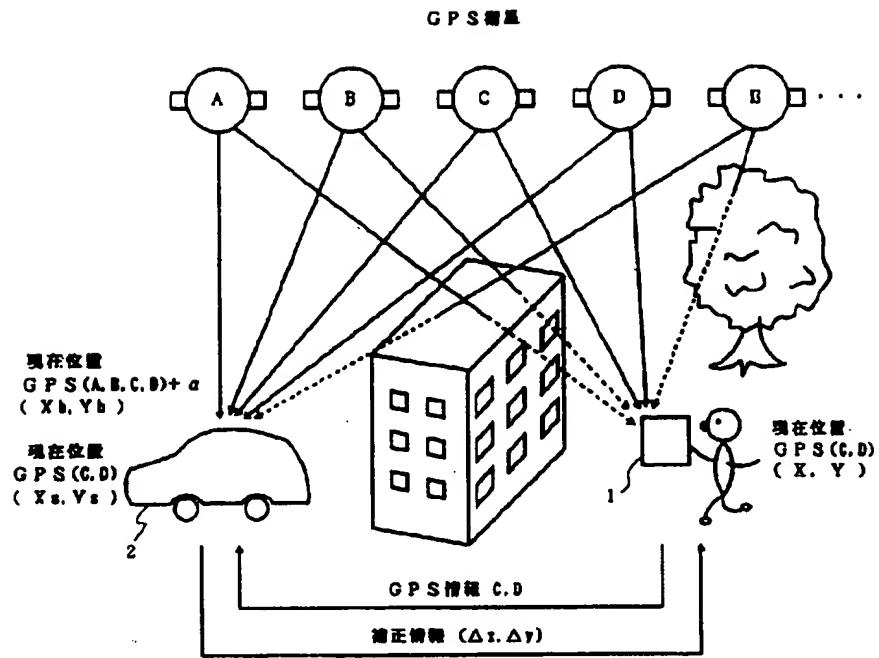 GPS衛星
A
B
C
D
E
...
現在位置
GPS(A,B,C,D)+α
(Xb,Yb)
現在位置
GPS(C,D)
(Xs,Ys)
2
1
現在位置
GPS(C,D)
(X, Y)
GPS情報 C,D
補正情報 (Δx,Δy)